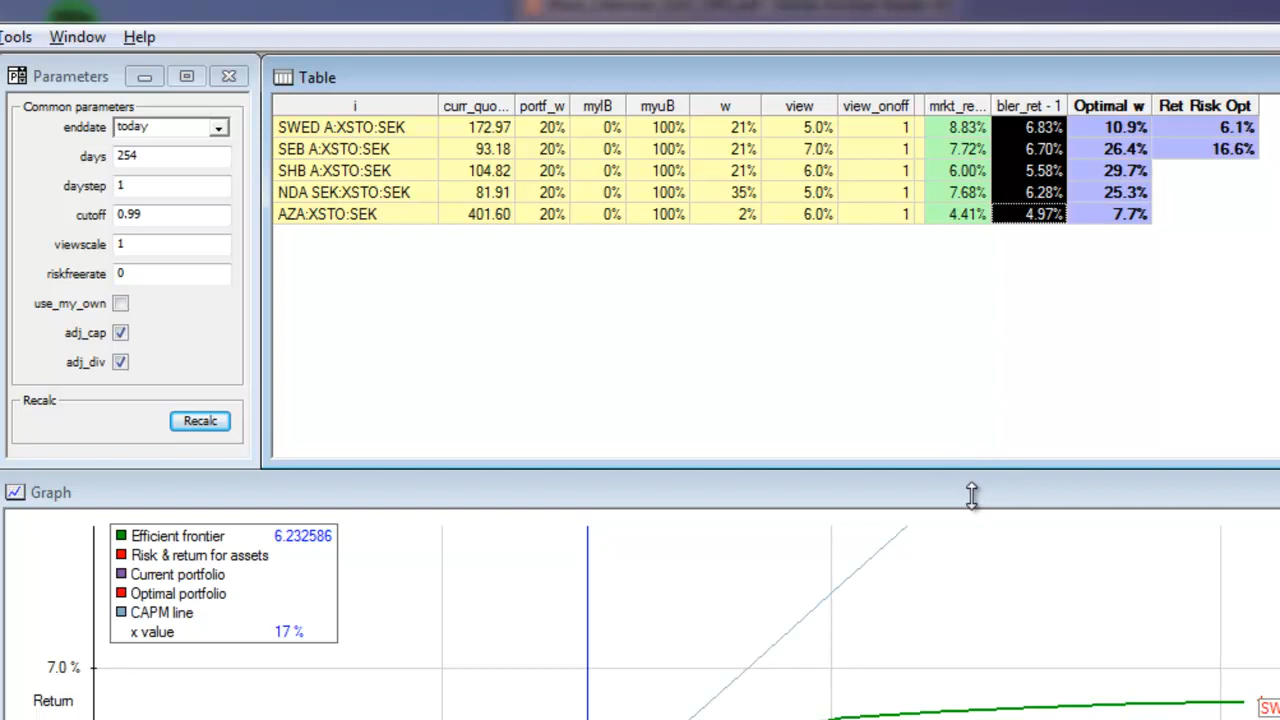 Tools Window Help
Parameters
Common parameters
enddate today
days 254
daystep 1
cutoff 0.99
viewscale 1
riskfreerate 0
use_my_own
adj_cap
adj_div
Recalc
Recalc
Table
i curr_quo... portf_w mylB myuB w view view_onoff mrkt_re... bler_ret - 1 Optimal w Ret Risk Opt
SWED A:XSTO:SEK 172.97 20% 0% 100% 21% 5.0% 1 8.83% 6.83% 10.9% 6.1%
SEB A:XSTO:SEK 93.18 20% 0% 100% 21% 7.0% 1 7.72% 6.70% 26.4% 16.6%
SHB A:XSTO:SEK 104.82 20% 0% 100% 21% 6.0% 1 6.00% 5.58% 29.7%
NDA SEK:XSTO:SEK 81.91 20% 0% 100% 35% 6.0% 1 7.68% 6.28% 25.3%
AZA:XSTO:SEK 401.60 20% 0% 100% 2% 6.0% 1 4.41% 4.97% 7.7%
Graph
Efficient frontier 6.232586
Risk & return for assets
Current portfolio
Optimal portfolio
CAPM line
x value 17 %
7.0 %
Return
SW